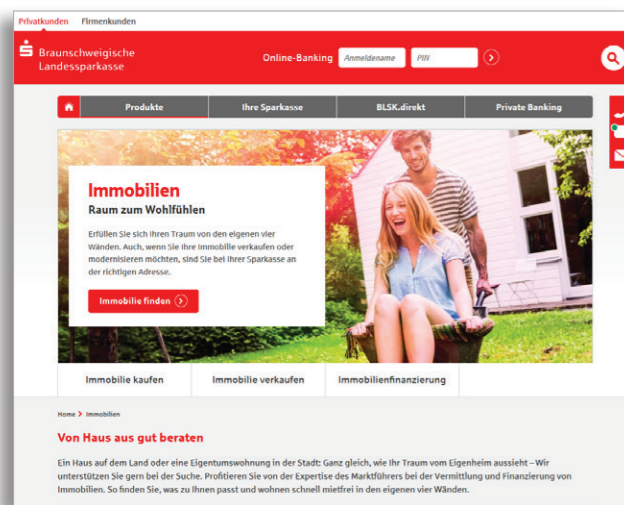 Privatkunden Firmenkunden
Braunschweigische
Landessparkasse
Online-Banking Anmeldename PIN
Produkte Ihre Sparkasse BLSK.direkt Private Banking
Immobilien
Raum zum Wohlfühlen
Erfüllen Sie sich Ihren Traum von den eigenen vier
Wänden. Auch, wenn Sie Ihre Immobilie verkaufen oder
modernisieren möchten, sind Sie bei Ihrer Sparkasse an
der richtigen Adresse.
Immobilie finden
Immobilie kaufen Immobilie verkaufen Immobilienfinanzierung
Home > Immobilien
Von Haus aus gut beraten
Ein Haus auf dem Land oder eine Eigentumswohnung in der Stadt: Ganz gleich, wie Ihr Traum vom Eigenheim aussieht – Wir
unterstützen Sie gern bei der Suche. Profitieren Sie von der Expertise des Marktführers bei der Vermittlung und Finanzierung von
Immobilien. So finden Sie, was zu Ihnen passt und wohnen schnell mietfrei in den eigenen vier Wänden.